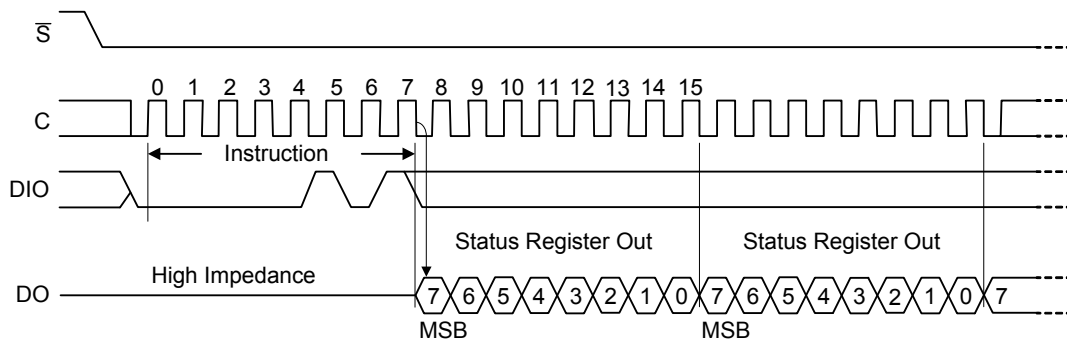 S
0 1 2 3 4 5 6 7 8 9 10 11 12 13 14 15
C
Instruction
DIO
Status Register Out Status Register Out
High Impedance
DO 7 6 5 4 3 2 1 0 7 6 5 4 3 2 1 0 7
MSB MSB